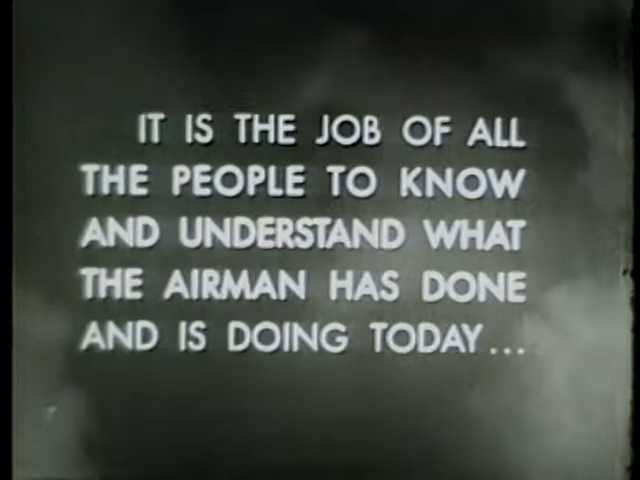 IT IS THE JOB OF ALL
THE PEOPLE TO KNOW
AND UNDERSTAND WHAT
THE AIRMAN HAS DONE
AND IS DOING TODAY...